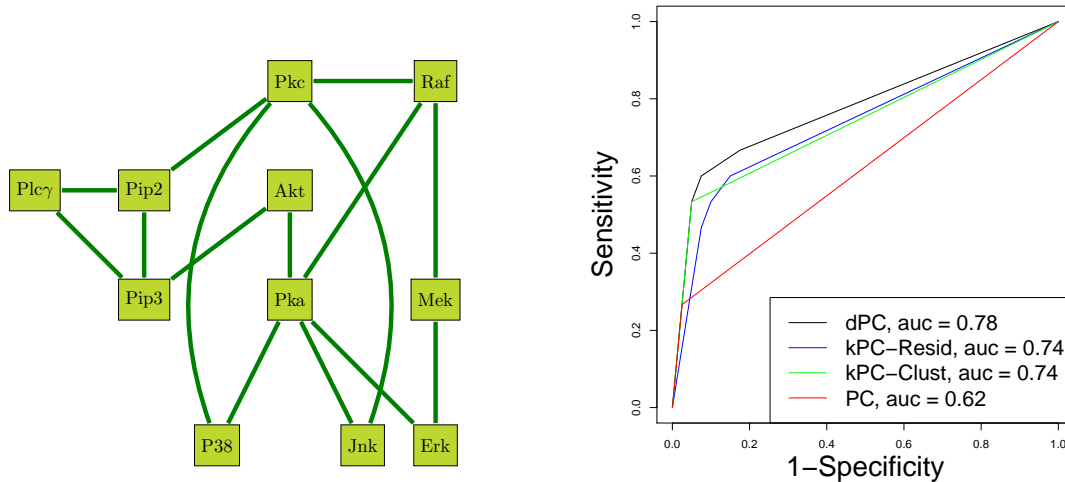 Pkc
Raf
Plcγ
Pip2
Akt
Pip3
Pka
Mek
P38
Jnk
Erk
Sensitivity
1.0
0.8
0.6
0.4
0.2
0.0
dPC, auc = 0.78
kPC−Resid, auc = 0.74
kPC−Clust, auc = 0.74
PC, auc = 0.62
0.0 0.2 0.4 0.6 0.8 1.0
1−Specificity